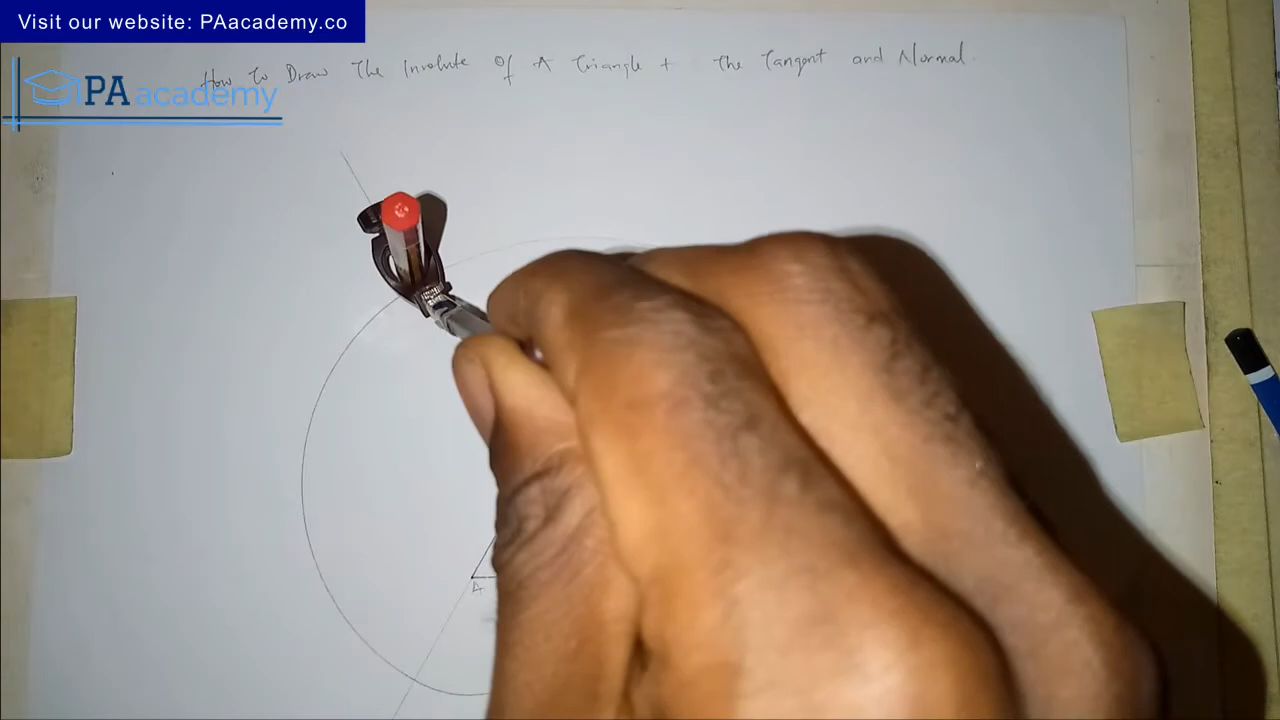 Visit our website: PAacademy.co
How To Draw The Involute Of A Triangle + The Tangent and Normal
PA academy
A